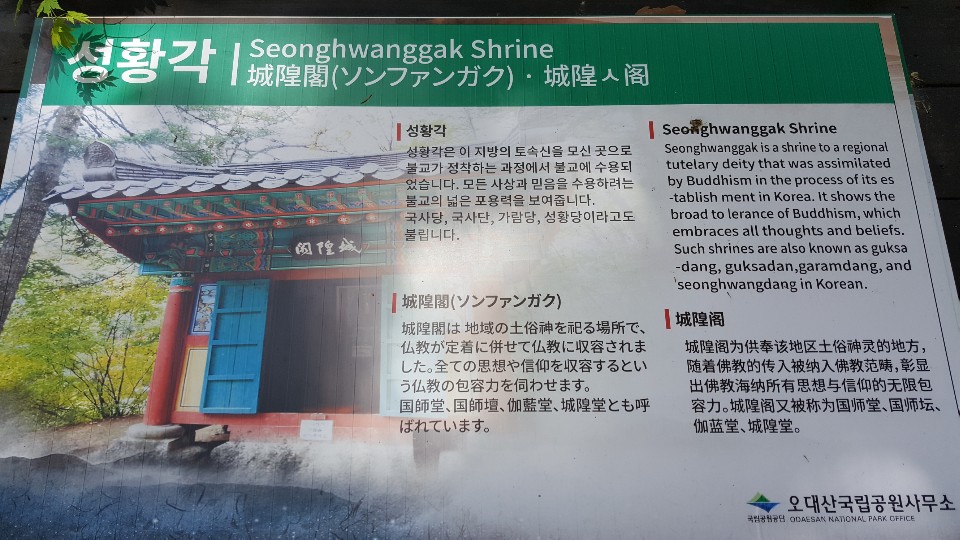 성황각
Seonghwanggak Shrine
城隍閣(ソンファンガク) · 城隍ㅅ阁
성황각
성황각은 이 지방의 토속신을 모신 곳으로
불교가 정착하는 과정에서 불교에 수용되
었습니다. 모든 사상과 믿음을 수용하려는
불교의 넓은 포용력을 보여줍니다.
국사당, 국사단, 가람당, 성황당이라고도
불립니다.
城隍閣(ソンファンガク)
城隍閣は 地域の土俗神を祀る場所で、
仏教が定着に併せて仏教に収容されま
した。全ての思想や信仰を収容するとい
う仏教の包容力を伺わせます。
国師堂、国師壇、伽藍堂、城隍堂とも呼
ばれています。
Seonghwanggak Shrine
Seonghwanggak is a shrine to a regional
tutelary deity that was assimilated
by Buddhism in the process of its es
-tablish ment in Korea. It shows the
broad to lerance of Buddhism, which
embraces all thoughts and beliefs.
Such shrines are also known as guksa
-dang, guksadan,garamdang, and
seonghwangdang in Korean.
城隍阁
城隍阁为供奉该地区土俗神灵的地方，
随着佛教的传入被纳入佛教范畴，彰显
出佛教海纳所有思想与信仰的无限包
容力。城隍阁又被称为国师堂、国师坛、
伽蓝堂、城隍堂。
閣隍城
국립공원공단
오대산국립공원사무소
ODAESAN NATIONAL PARK OFFICE